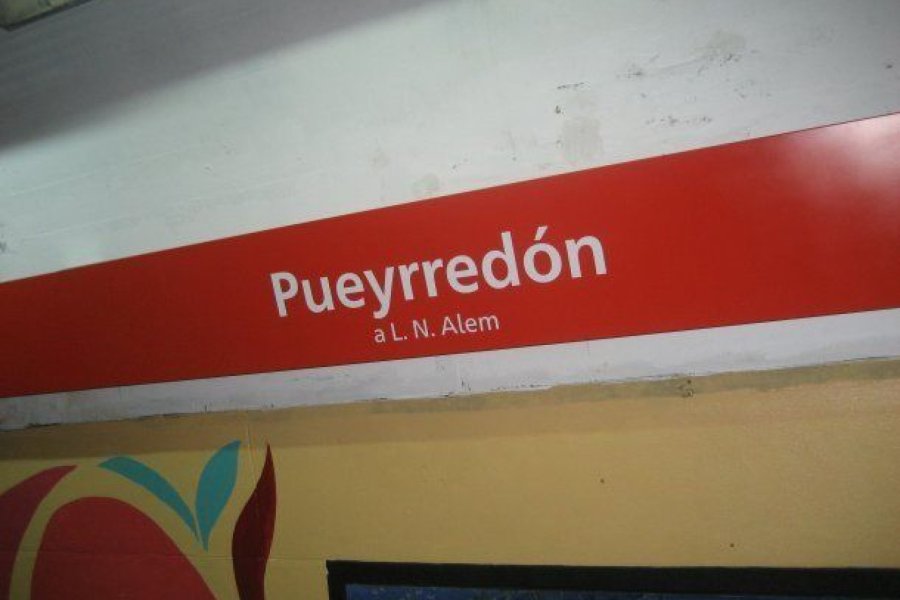 Pueyrredón
a L. N. Alem